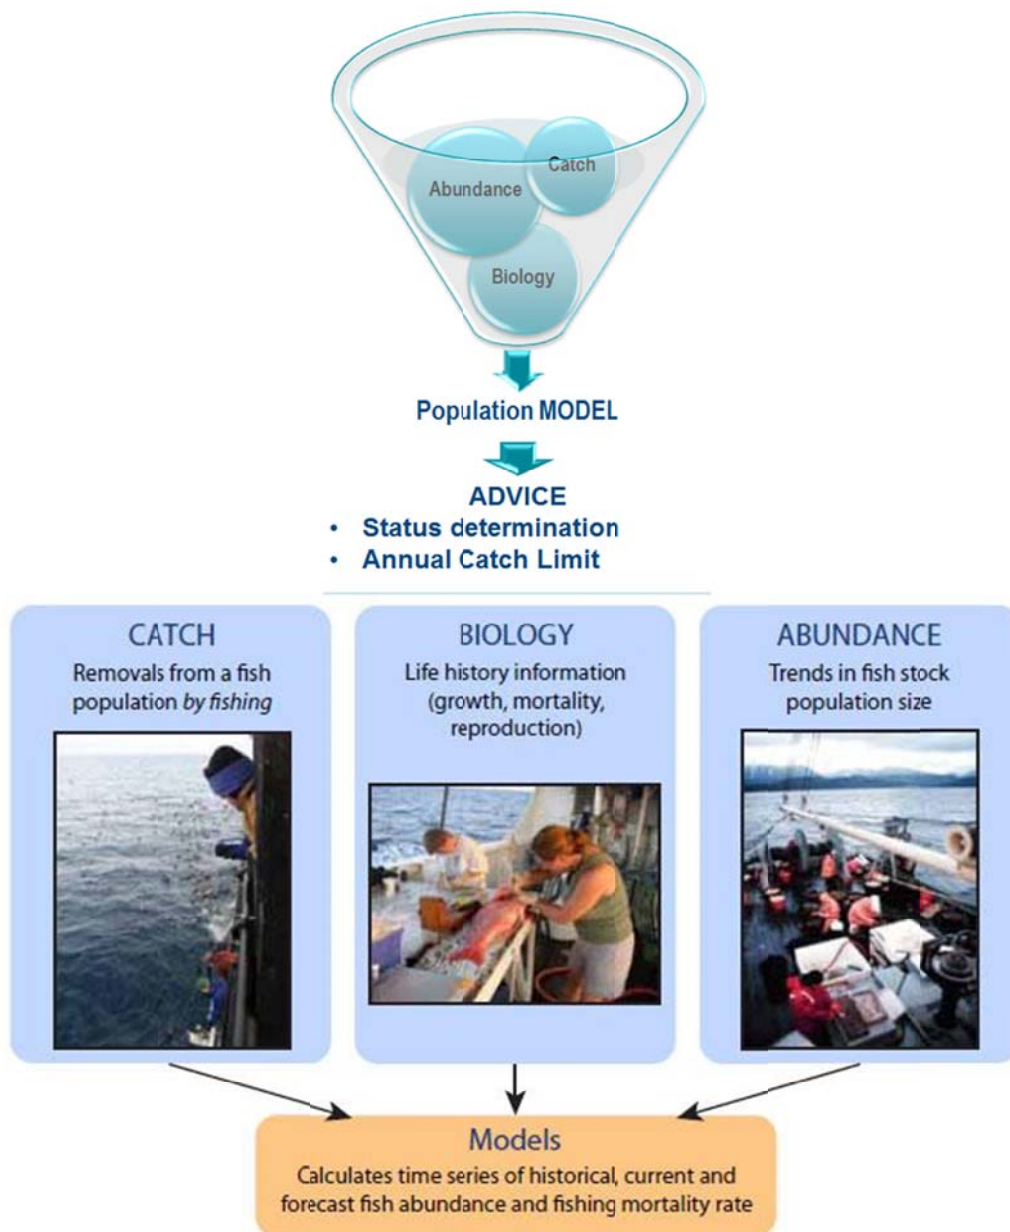 Catch
Abundance
Biology
Population MODEL
ADVICE
• Status determination
• Annual Catch Limit
CATCH
Removals from a fish
population by fishing
BIOLOGY
Life history information
(growth, mortality,
reproduction)
ABUNDANCE
Trends in fish stock
population size
Models
Calculates time series of historical, current and
forecast fish abundance and fishing mortality rate